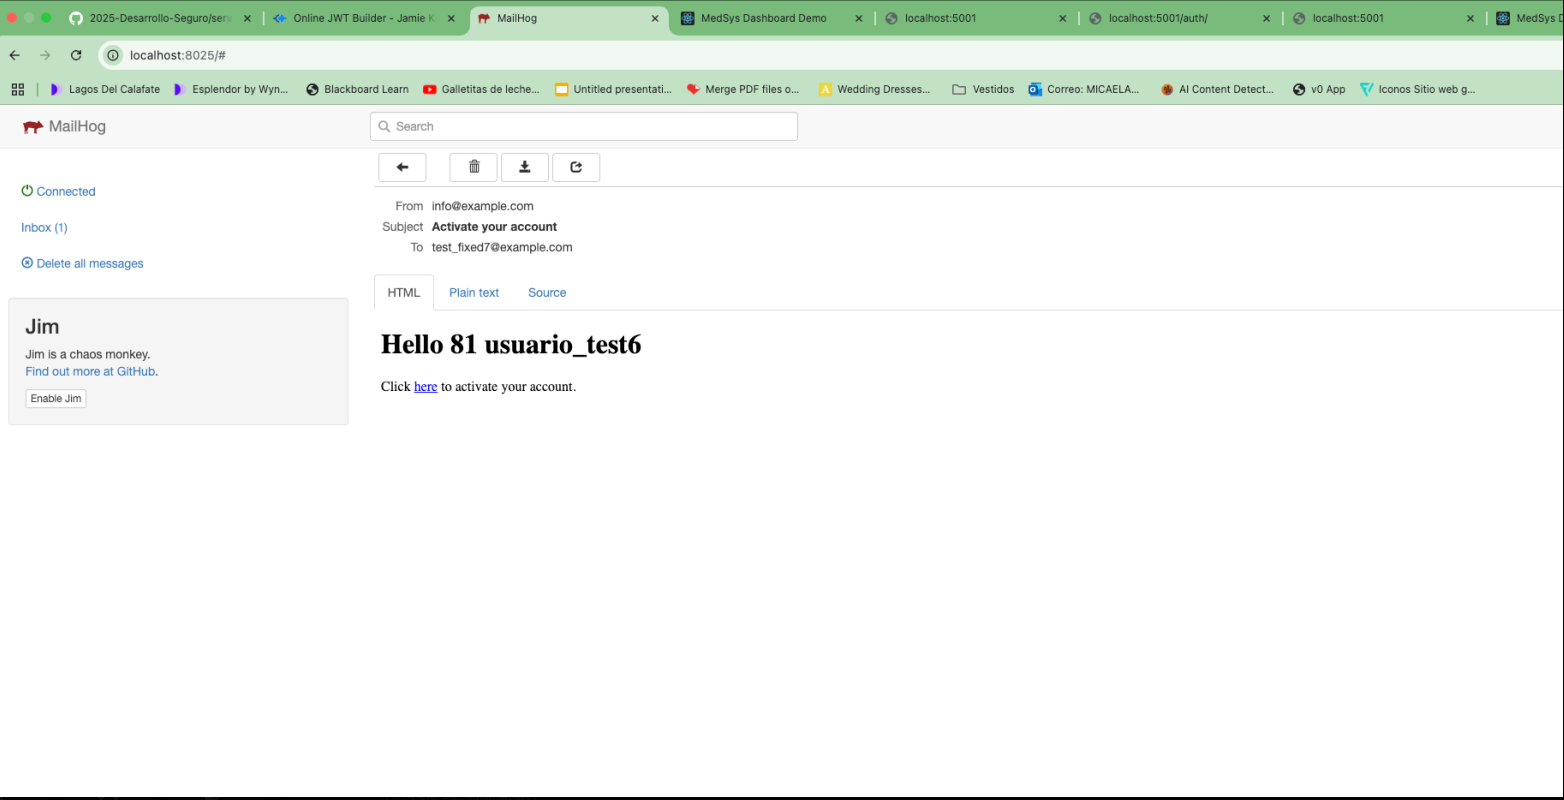 2025-Desarrollo-Seguro/serv
Online JWT Builder - Jamie K
MailHog
MedSys Dashboard Demo
localhost:5001
localhost:5001/auth/
localhost:5001
MedSys D
localhost:8025/#
Lagos Del Calafate
Esplendor by Wyn...
Blackboard Learn
Galletitas de leche...
Untitled presentati...
Merge PDF files o...
Wedding Dresses...
Vestidos
Correo: MICAELA...
AI Content Detect...
v0 App
Iconos Sitio web g...
MailHog
Search
Connected
Inbox (1)
Delete all messages
Jim
Jim is a chaos monkey.
Find out more at GitHub.
Enable Jim
From info@example.com
Subject Activate your account
To test_fixed7@example.com
HTML Plain text Source
Hello 81 usuario_test6
Click here to activate your account.